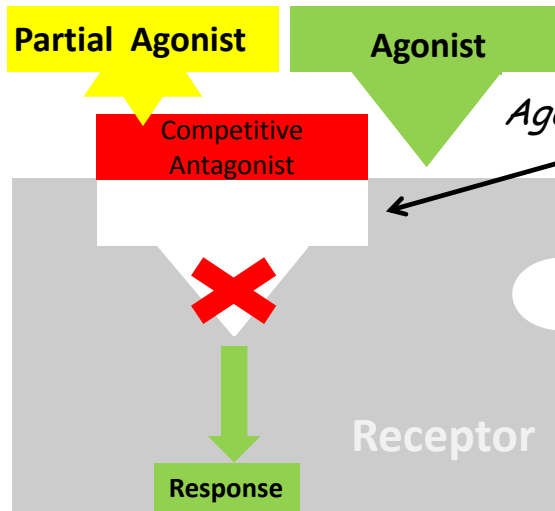 Partial Agonist
Agonist
Competitive
Antagonist
Receptor
Response